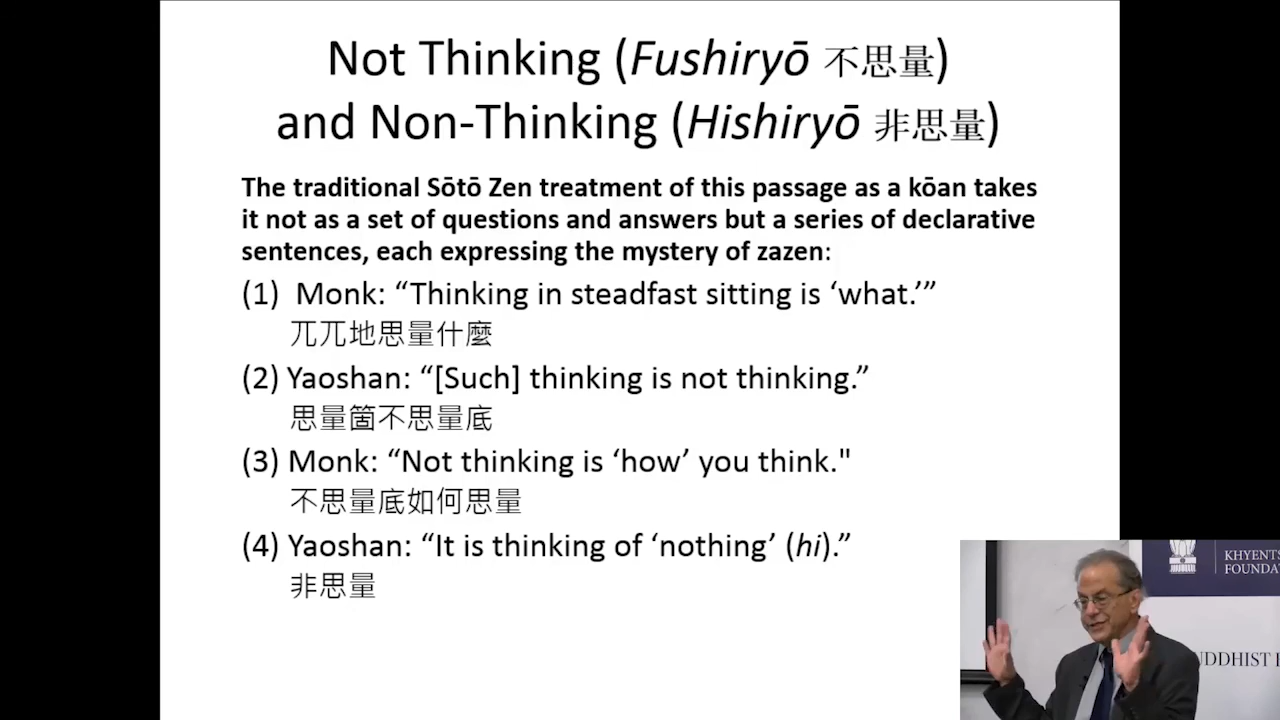 Not Thinking (Fushiryō 不思量)
and Non-Thinking (Hishiryō 非思量)
The traditional Sōtō Zen treatment of this passage as a kōan takes
it not as a set of questions and answers but a series of declarative
sentences, each expressing the mystery of zazen:
(1) Monk: “Thinking in steadfast sitting is ‘what.’”
兀兀地思量什麼
(2) Yaoshan: “[Such] thinking is not thinking.”
思量箇不思量底
(3) Monk: “Not thinking is ‘how’ you think."
不思量底如何思量
(4) Yaoshan: “It is thinking of ‘nothing’ (hi).”
非思量
KHYENTS
FOUNDA
UDDHIST